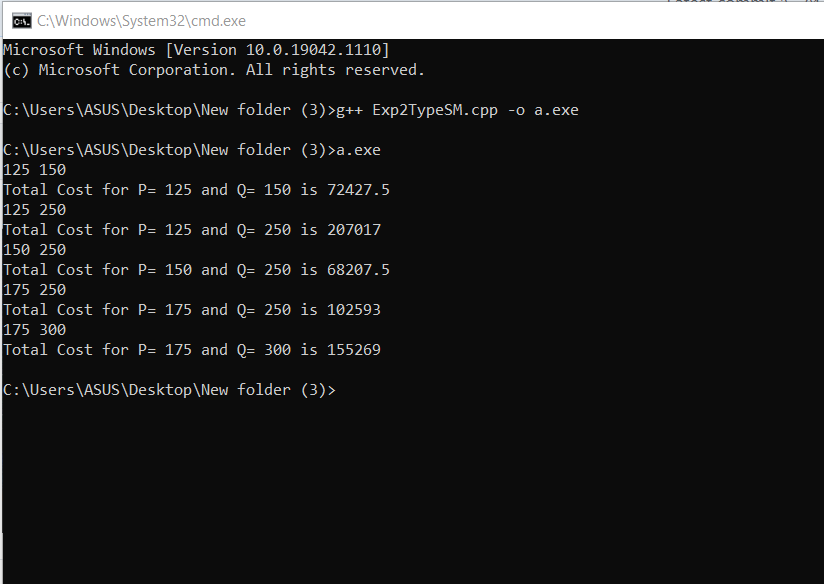 C:\Windows\System32\cmd.exe
Microsoft Windows [Version 10.0.19042.1110]
(c) Microsoft Corporation. All rights reserved.
C:\Users\ASUS\Desktop\New folder (3)>g++ Exp2TypeSM.cpp -o a.exe
C:\Users\ASUS\Desktop\New folder (3)>a.exe
125 150
Total Cost for P= 125 and Q= 150 is 72427.5
125 250
Total Cost for P= 125 and Q= 250 is 207017
150 250
Total Cost for P= 150 and Q= 250 is 68207.5
175 250
Total Cost for P= 175 and Q= 250 is 102593
175 300
Total Cost for P= 175 and Q= 300 is 155269
C:\Users\ASUS\Desktop\New folder (3)>